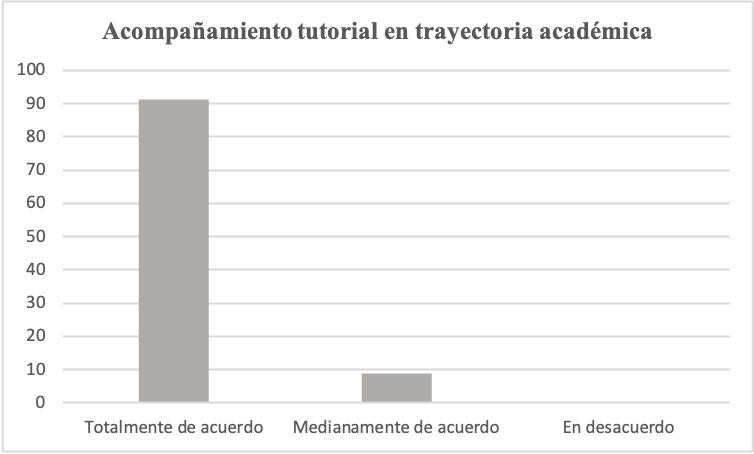 Acompañamiento tutorial en trayectoria académica
100
90
80
70
60
50
40
30
20
10
0
Totalmente de acuerdo
Medianamente de acuerdo
En desacuerdo